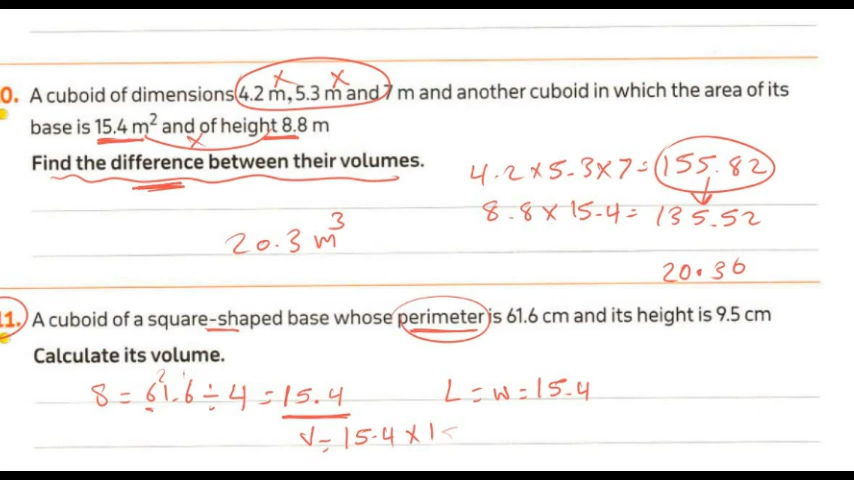 0. A cuboid of dimensions 4.2 m, 5.3 m and 7 m and another cuboid in which the area of its
base is 15.4 m² and of height 8.8 m
Find the difference between their volumes.
4.2 × 5.3 × 7 = 155.82
8.8 × 15.4 = 135.52
20.3 m³
20.30
11. A cuboid of a square-shaped base whose perimeter is 61.6 cm and its height is 9.5 cm
Calculate its volume.
8 = 61.6 ÷ 4 = 15.4 L = w = 15.4
V = 15.4 × 1